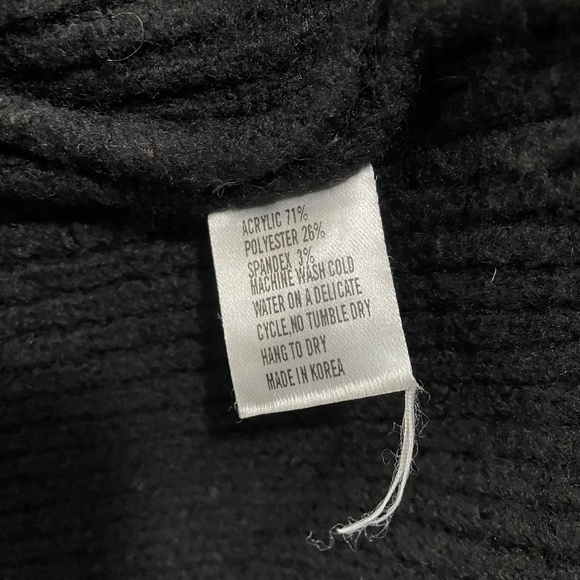 ACRYLIC 71%
POLYESTER 26%
SPANDEX 3%
MACHINE WASH COLD
WATER ON A DELICATE
CYCLE,NO TUMBLE DRY
HANG TO DRY
MADE IN KOREA